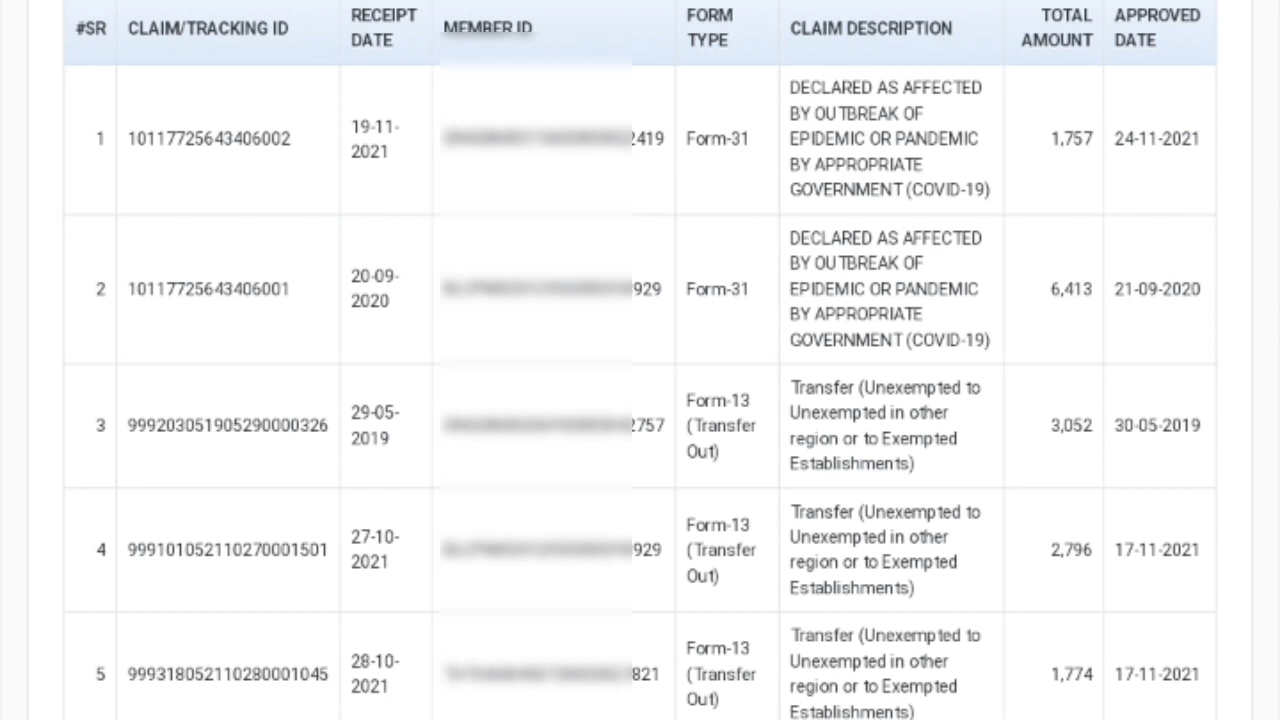 #SR CLAIM/TRACKING ID RECEIPT DATE MEMBER ID FORM TYPE CLAIM DESCRIPTION TOTAL AMOUNT APPROVED DATE
1 10117725643406002 19-11-2021 2419 Form-31 DECLARED AS AFFECTED BY OUTBREAK OF EPIDEMIC OR PANDEMIC BY APPROPRIATE GOVERNMENT (COVID-19) 1,757 24-11-2021
2 10117725643406001 20-09-2020 929 Form-31 DECLARED AS AFFECTED BY OUTBREAK OF EPIDEMIC OR PANDEMIC BY APPROPRIATE GOVERNMENT (COVID-19) 6,413 21-09-2020
3 999203051905290000326 29-05-2019 2757 Form-13 (Transfer Out) Transfer (Unexempted to Unexempted in other region or to Exempted Establishments) 3,052 30-05-2019
4 999101052110270001501 27-10-2021 929 Form-13 (Transfer Out) Transfer (Unexempted to Unexempted in other region or to Exempted Establishments) 2,796 17-11-2021
5 999318052110280001045 28-10-2021 821 Form-13 (Transfer Out) Transfer (Unexempted to Unexempted in other region or to Exempted Establishments) 1,774 17-11-2021